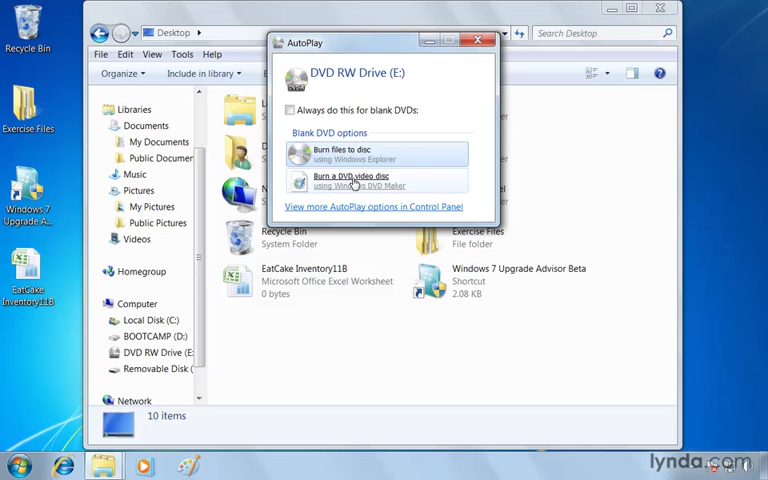 Recycle Bin
Exercise Files
Windows 7
Upgrade A...
EatCake
Inventory11B
Desktop
Search Desktop
File Edit View Tools Help
Organize
Include in library
AutoPlay
DVD RW Drive (E:)
Always do this for blank DVDs:
Blank DVD options
Burn files to disc
using Windows Explorer
Burn a DVD video disc
using Windows DVD Maker
View more AutoPlay options in Control Panel
Libraries
Documents
My Documents
Public Documen
Music
Pictures
My Pictures
Public Pictures
Videos
Homegroup
Computer
Local Disk (C:)
BOOTCAMP (D:)
DVD RW Drive (E:
Removable Disk (
Network
Recycle Bin
System Folder
Exercise Files
File folder
EatCake Inventory11B
Microsoft Office Excel Worksheet
0 bytes
Windows 7 Upgrade Advisor Beta
Shortcut
2.08 KB
10 items
lynda.com